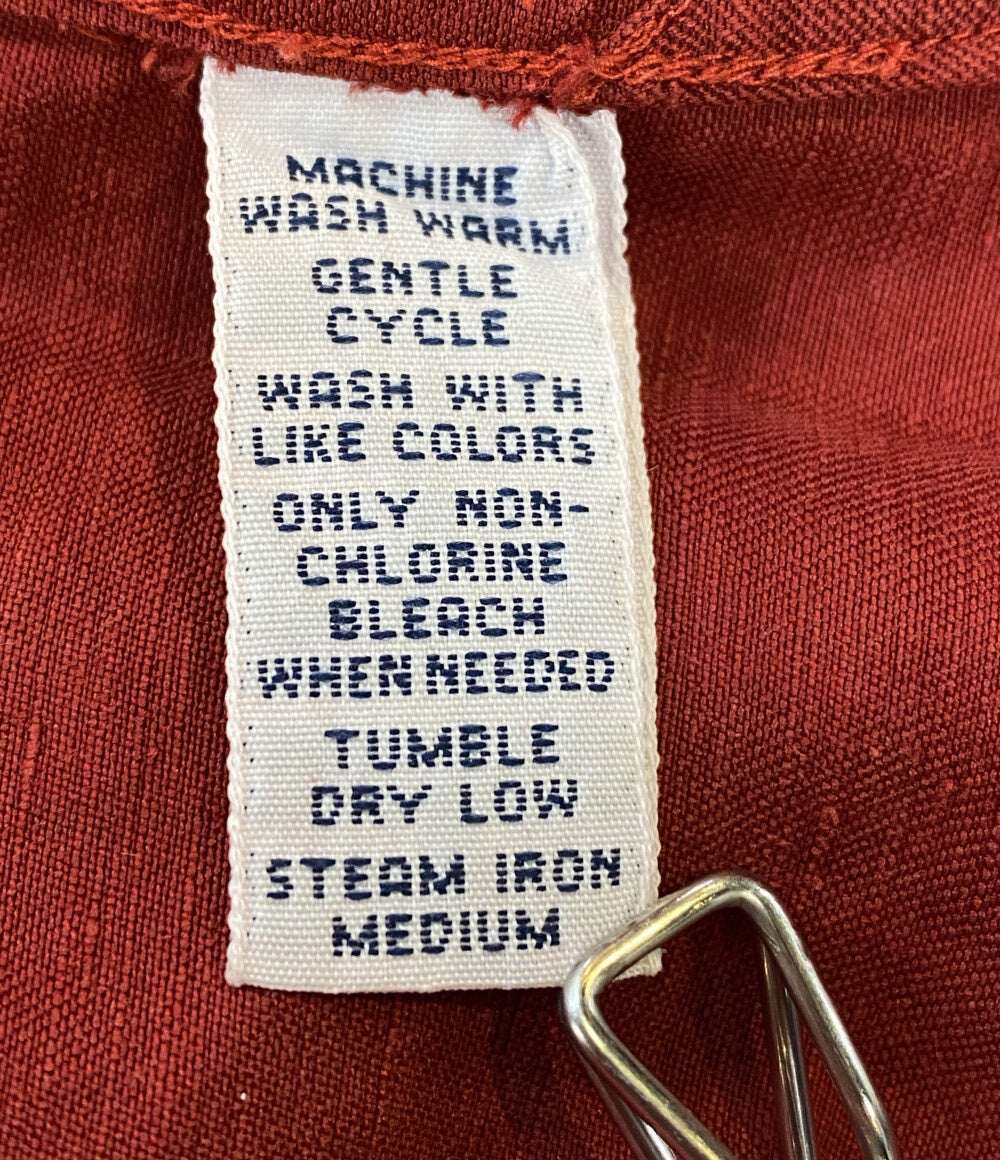 MACHINE
WASH WARM
GENTLE
CYCLE
WASH WITH
LIKE COLORS
ONLY NON-
CHLORINE
BLEACH
WHEN NEEDED
TUMBLE
DRY LOW
STEAM IRON
MEDIUM